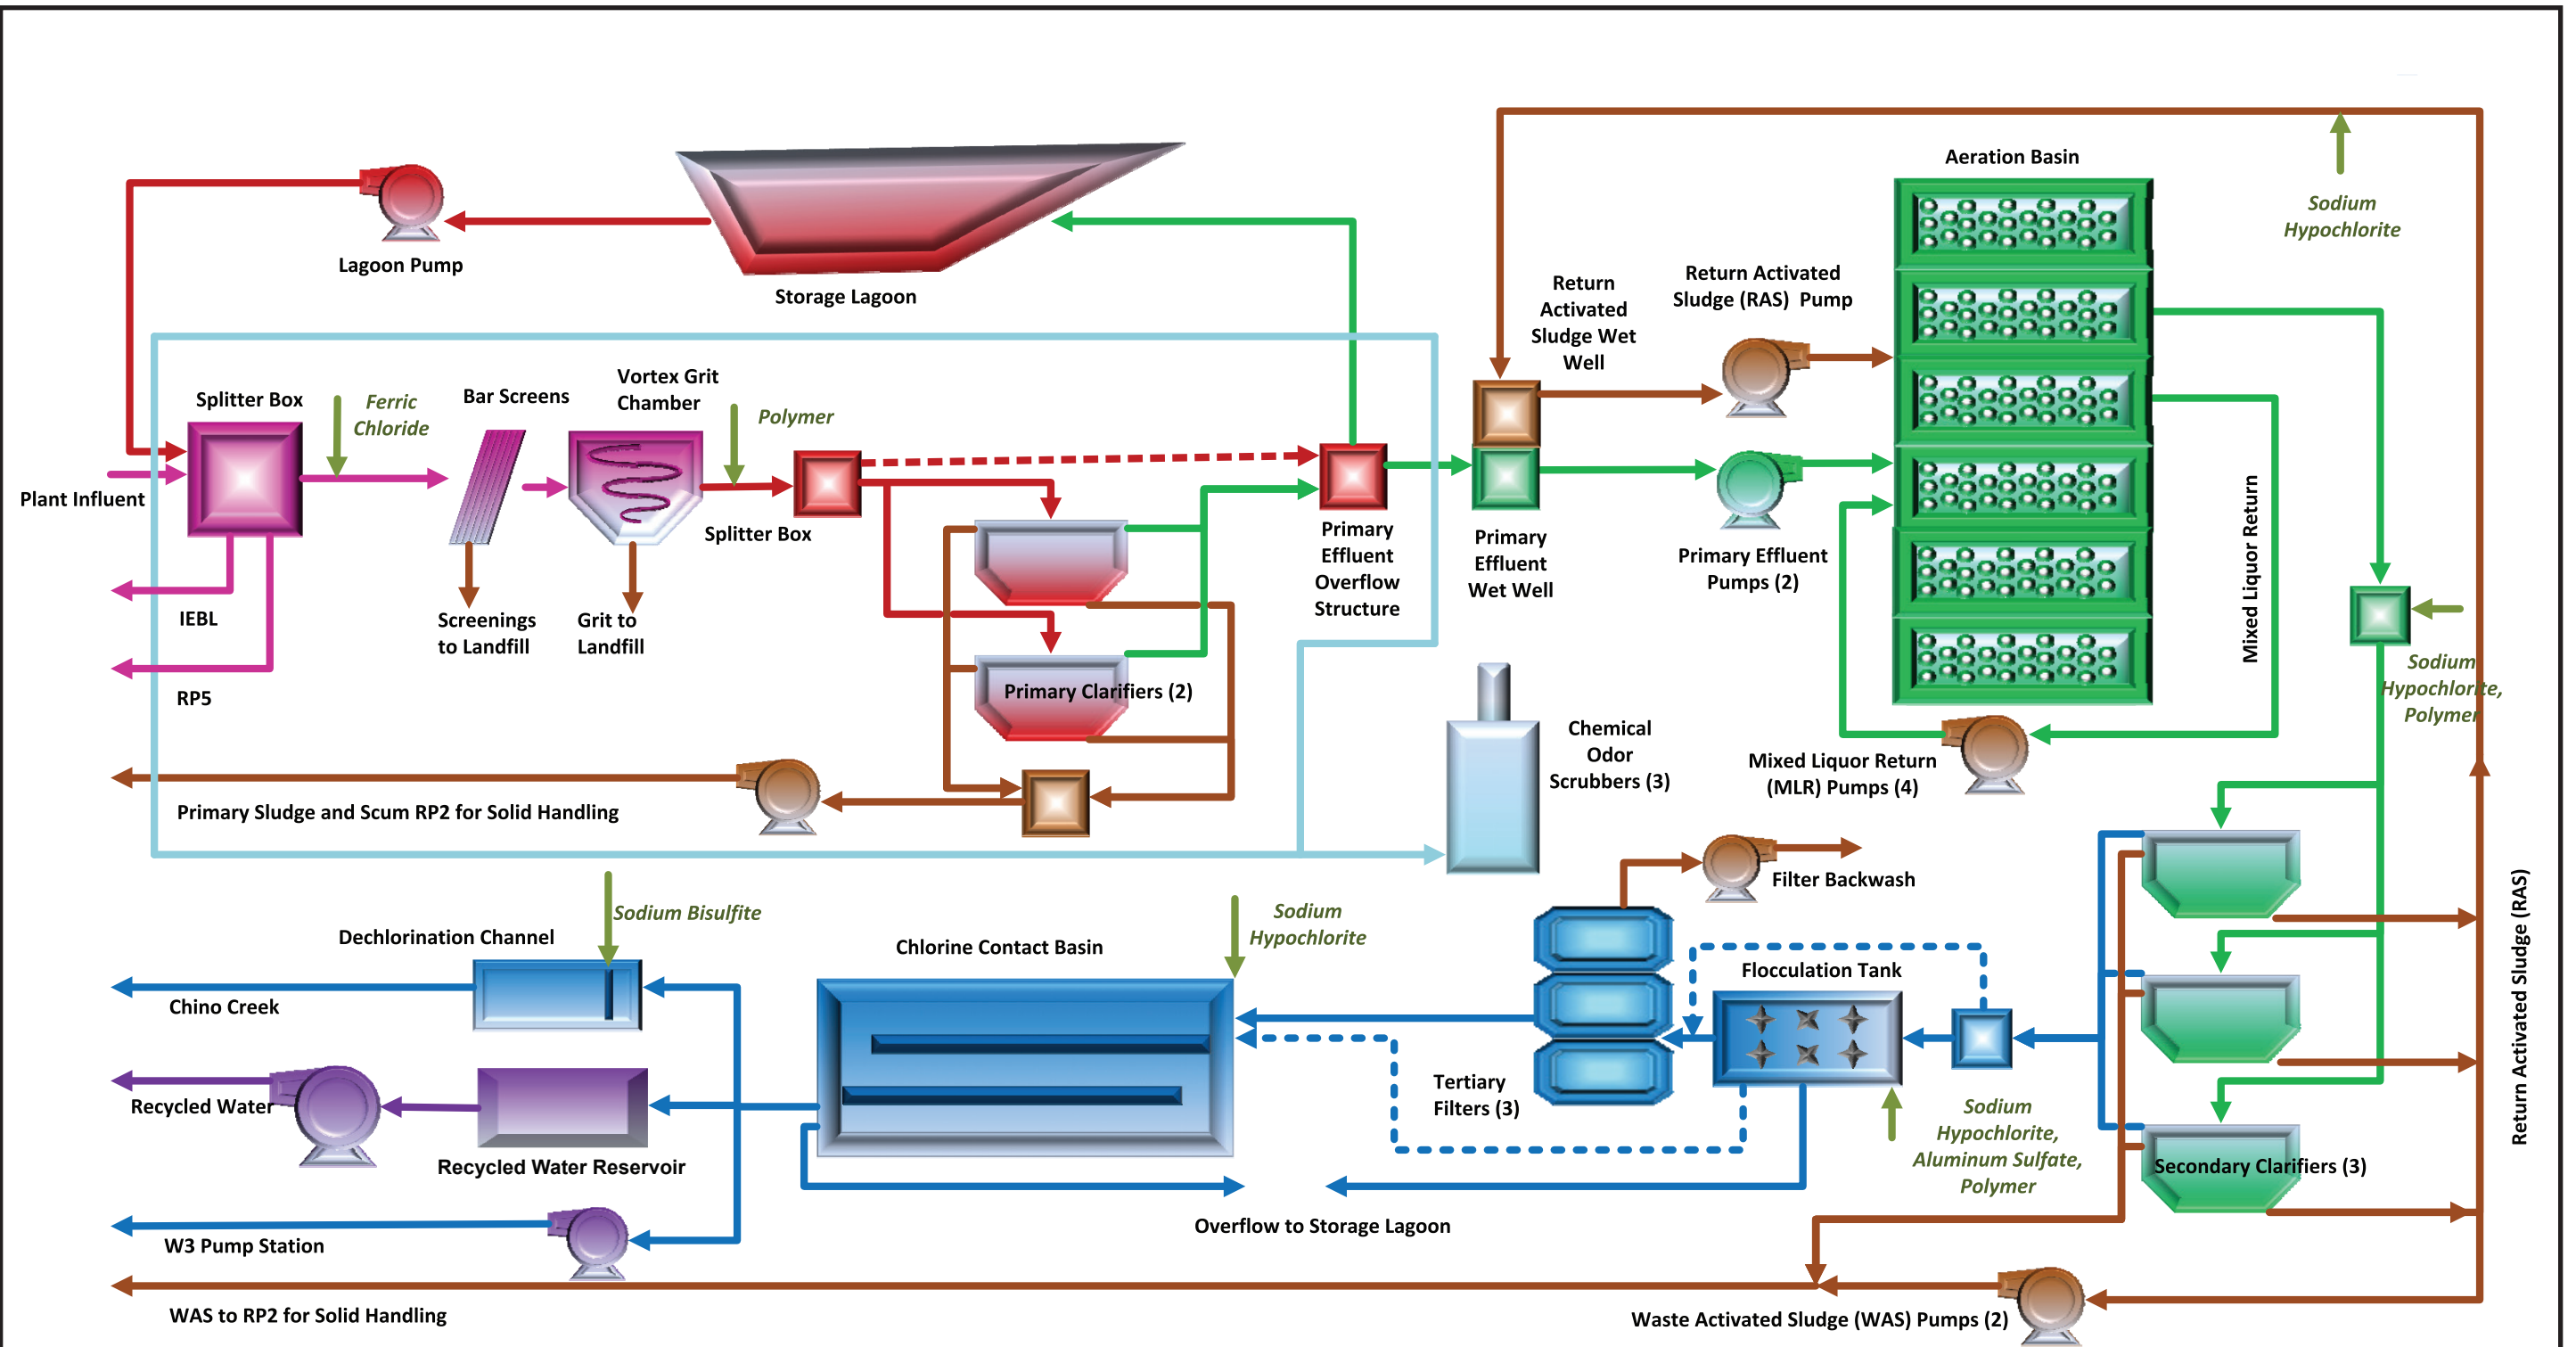 Aeration Basin
Sodium
Hypochlorite
Lagoon Pump
Storage Lagoon
Return
Activated
Sludge Wet
Well
Return Activated
Sludge (RAS)  Pump
Splitter Box
Ferric
Chloride
Bar Screens
Vortex Grit
Chamber
Polymer
Plant Influent
Splitter Box
IEBL
RP5
Screenings
to Landfill
Grit to
Landfill
Primary Clarifiers (2)
Primary
Effluent
Overflow
Structure
Primary
Effluent
Wet Well
Primary Effluent
Pumps (2)
Mixed Liquor Return
Sodium
Hypochlorite,
Polymer
Chemical
Odor
Scrubbers (3)
Mixed Liquor Return
(MLR) Pumps (4)
Primary Sludge and Scum RP2 for Solid Handling
Filter Backwash
Sodium Bisulfite
Dechlorination Channel
Chlorine Contact Basin
Sodium
Hypochlorite
Flocculation Tank
Return Activated Sludge (RAS)
Chino Creek
Recycled Water
Recycled Water Reservoir
Tertiary
Filters (3)
Sodium
Hypochlorite,
Aluminum Sulfate,
Polymer
Secondary Clarifiers (3)
Overflow to Storage Lagoon
W3 Pump Station
WAS to RP2 for Solid Handling
Waste Activated Sludge (WAS) Pumps (2)